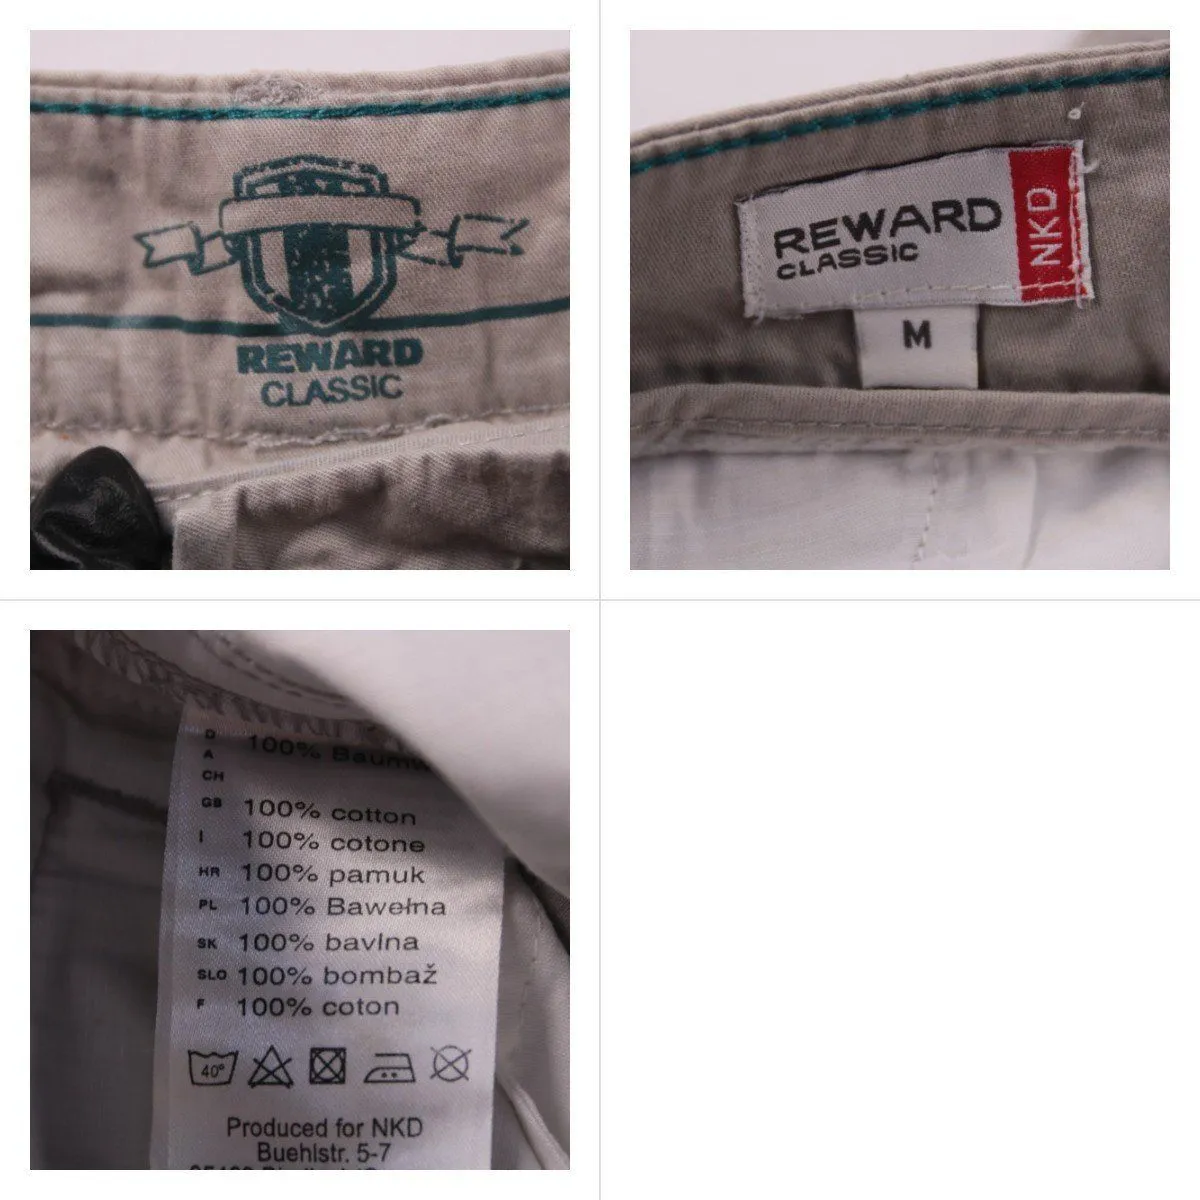 REWARD
CLASSIC
REWARD
CLASSIC
NKD
M
D
A
CH
100%
GB 100% cotton
I 100% cotone
HR 100% pamuk
PL 100% Bawełna
SK 100% bavlna
SLO 100% bombaž
F 100% coton
40°
Produced for NKD
Buehlstr. 5-7